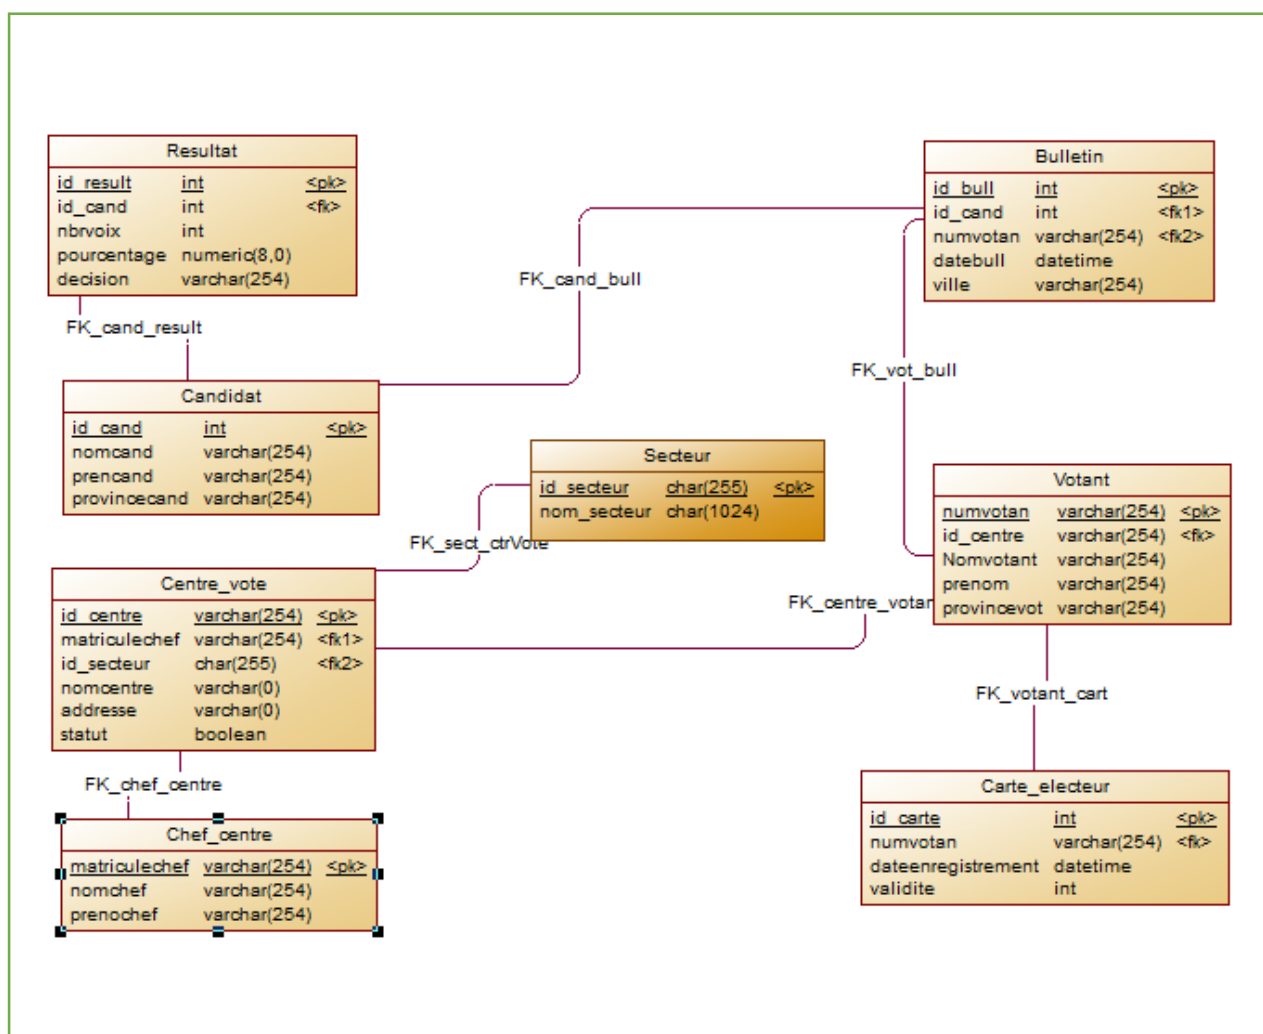 Resultat
id_result int <pk>
id_cand int <fk>
nbrvoix int
pourcentage numeric(8,0)
decision varchar(254)
Bulletin
id_bull int <pk>
id_cand int <fk1>
numvotan varchar(254) <fk2>
datebull datetime
ville varchar(254)
FK_cand_bull
FK_cand_result
FK_vot_bull
Candidat
id_cand int <pk>
nomcand varchar(254)
prencand varchar(254)
provincecand varchar(254)
Secteur
id_secteur char(255) <pk>
nom_secteur char(1024)
FK_sect_ctrVote
Votant
numvotan varchar(254) <pk>
id_centre varchar(254) <fk>
Nomvotant varchar(254)
prenom varchar(254)
provincevot varchar(254)
Centre_vote
id_centre varchar(254) <pk>
matriculechef varchar(254) <fk1>
id_secteur char(255) <fk2>
nomcentre varchar(0)
addresse varchar(0)
statut boolean
FK_centre_votan
FK_votant_cart
FK_chef_centre
Chef_centre
matriculechef varchar(254) <pk>
nomchef varchar(254)
prenochef varchar(254)
Carte_electeur
id_carte int <pk>
numvotan varchar(254) <fk>
dateenregistrement datetime
validite int